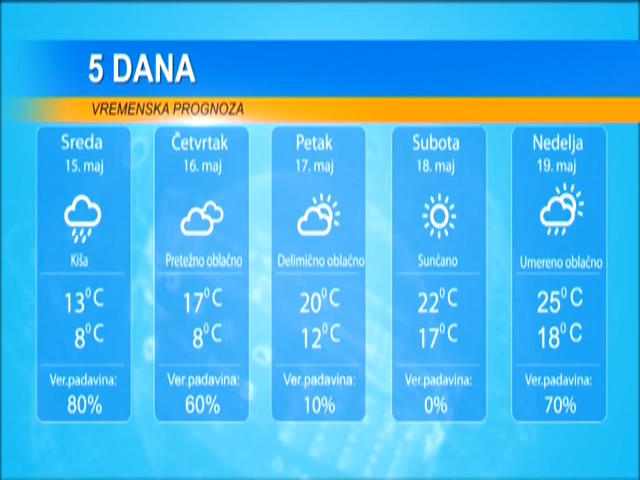 5 DANA
VREMENSKA PROGNOZA
Sreda
15. maj
Kiša
13°C
8°C
Ver.padavina:
80%
Četvrtak
16. maj
Pretežno oblačno
17°C
8°C
Ver.padavina:
60%
Petak
17. maj
Delimično oblačno
20°C
12°C
Ver.padavina:
10%
Subota
18. maj
Sunčano
22°C
17°C
Ver.padavina:
0%
Nedelja
19. maj
Umereno oblačno
25°C
18°C
Ver.padavina:
70%